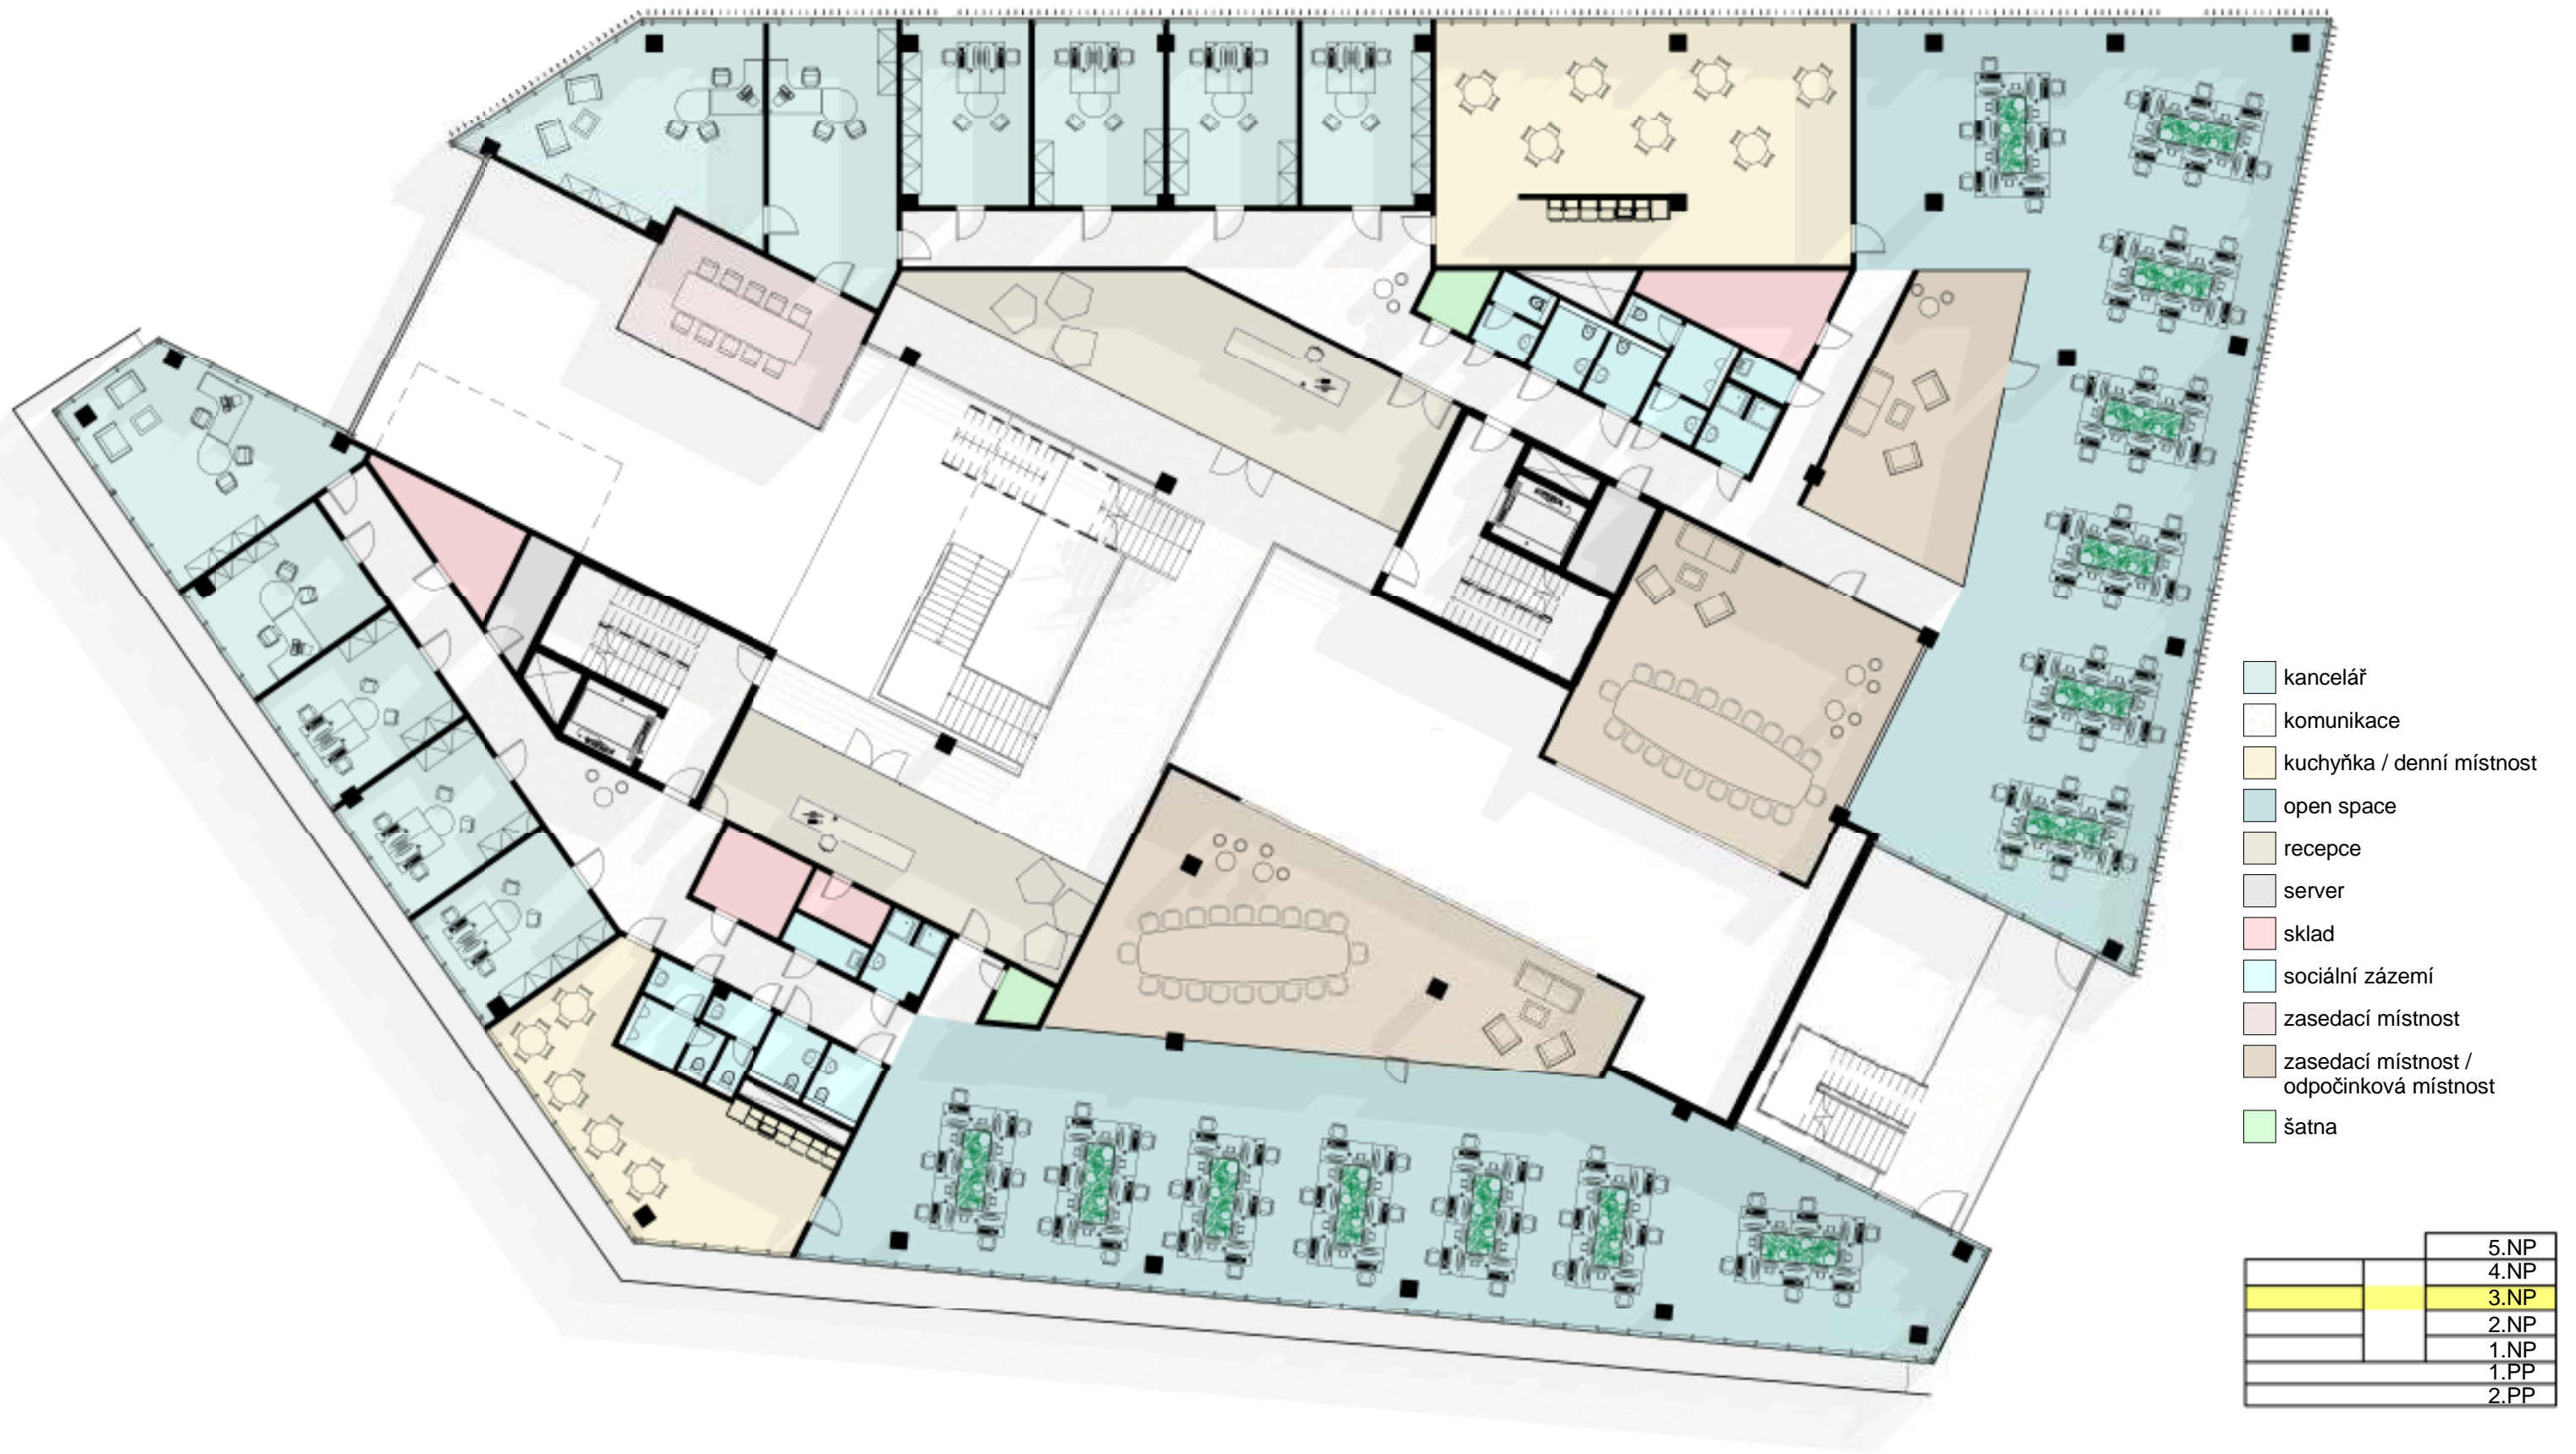 kancelář
komunikace
kuchyňka / denní místnost
open space
recepce
server
sklad
sociální zázemí
zasedací místnost
zasedací místnost /
odpočinková místnost
šatna
5.NP
4.NP
3.NP
2.NP
1.NP
1.PP
2.PP